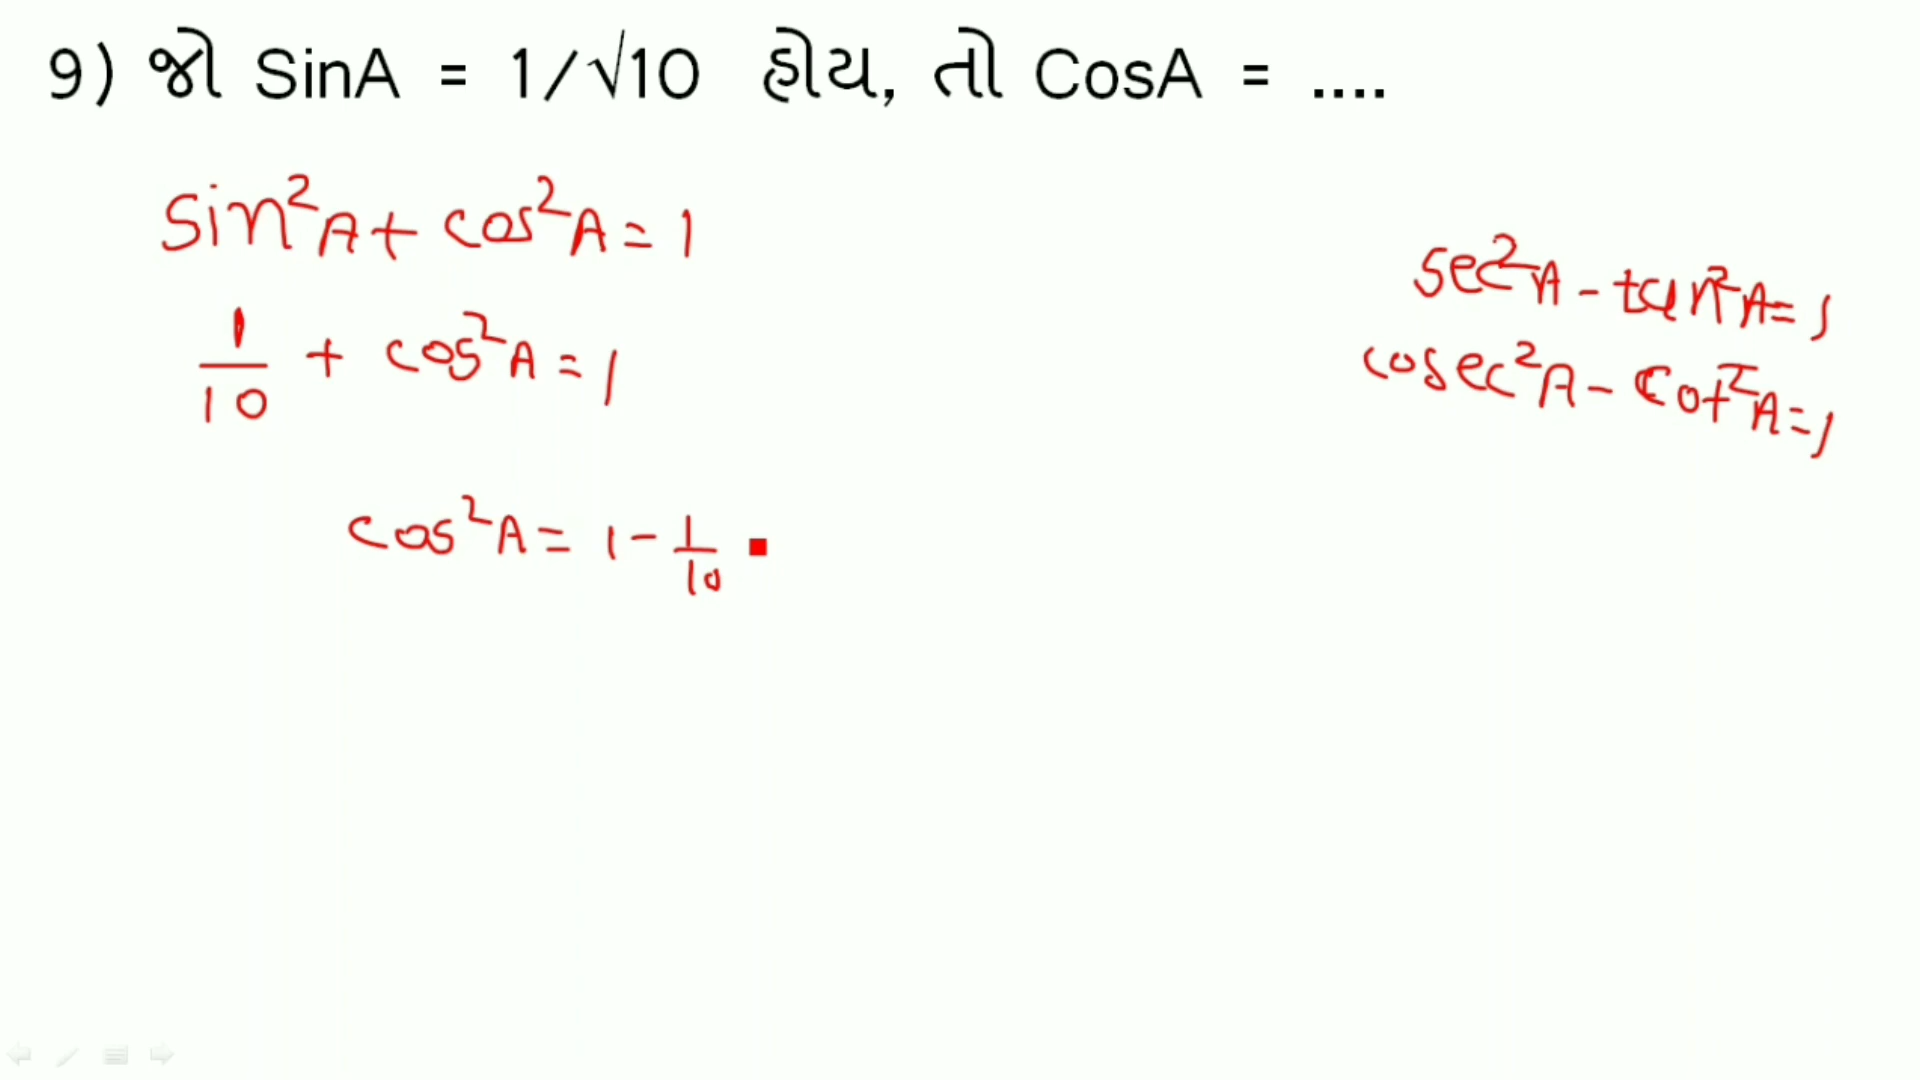 9) જો SinA = 1/√10 હોય, તો CosA = ....
Sin²A + cos²A = 1
1/10 + cos²A = 1
cos²A = 1 - 1/10
sec²A - tan²A = 1
cosec²A - cot²A = 1